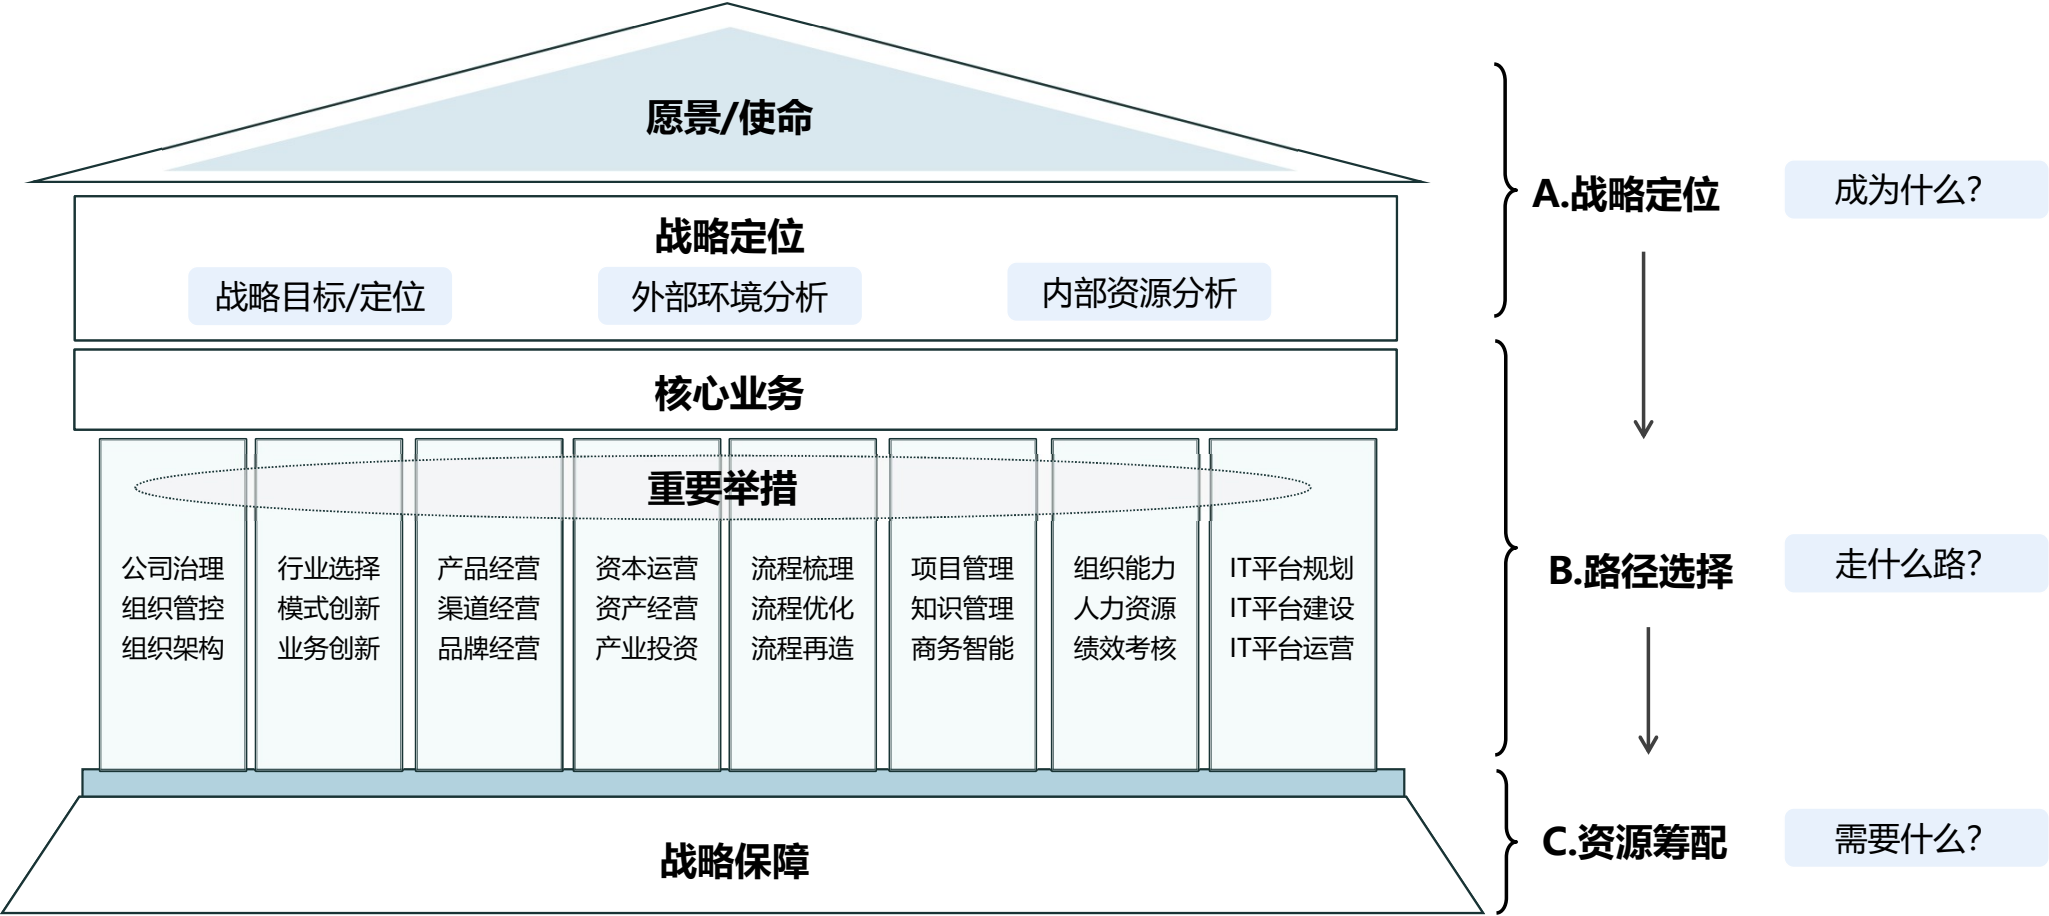 愿景/使命
战略定位
战略目标/定位
外部环境分析
内部资源分析
核心业务
重要举措
公司治理
组织管控
组织架构
行业选择
模式创新
业务创新
产品经营
渠道经营
品牌经营
资本运营
资产经营
产业投资
流程梳理
流程优化
流程再造
项目管理
知识管理
商务智能
组织能力
人力资源
绩效考核
IT平台规划
IT平台建设
IT平台运营
战略保障
A.战略定位
成为什么?
B.路径选择
走什么路?
C.资源筹配
需要什么?